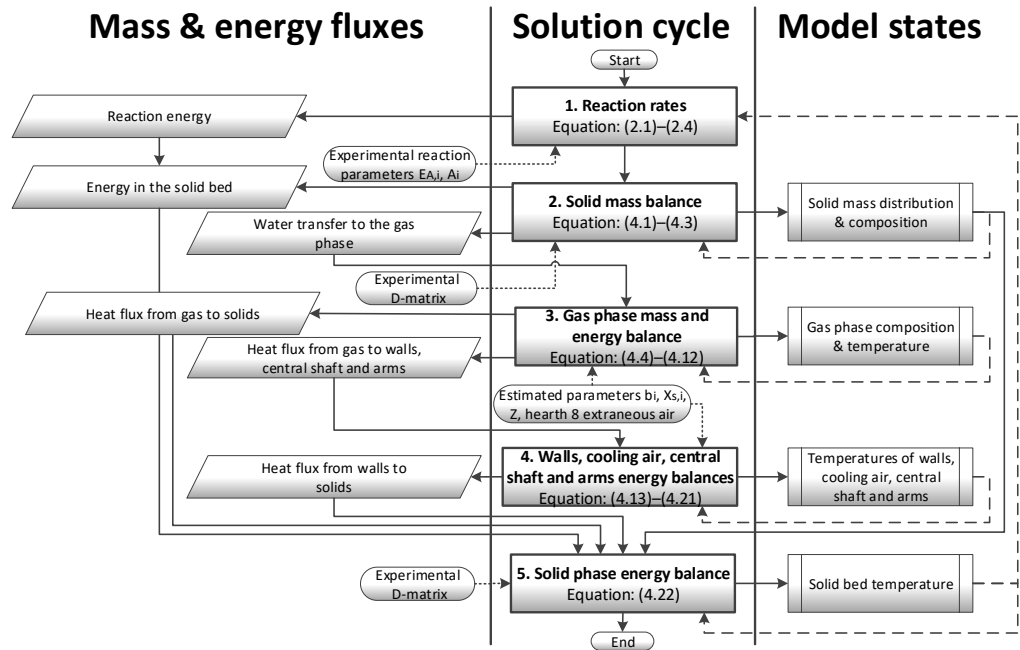 Mass & energy fluxes
Solution cycle
Model states
Start
1. Reaction rates
Equation: (2.1)–(2.4)
Reaction energy
Experimental reaction
parameters EA,i, Ai
Energy in the solid bed
2. Solid mass balance
Equation: (4.1)–(4.3)
Solid mass distribution
& composition
Water transfer to the gas
phase
Experimental
D-matrix
Heat flux from gas to solids
3. Gas phase mass and
energy balance
Equation: (4.4)–(4.12)
Gas phase composition
& temperature
Heat flux from gas to walls,
central shaft and arms
Estimated parameters bi, Xs,i,
Z, hearth 8 extraneous air
Heat flux from walls to
solids
4. Walls, cooling air, central
shaft and arms energy balances
Equation: (4.13)–(4.21)
Temperatures of walls,
cooling air, central
shaft and arms
Experimental
D-matrix
5. Solid phase energy balance
Equation: (4.22)
Solid bed temperature
End